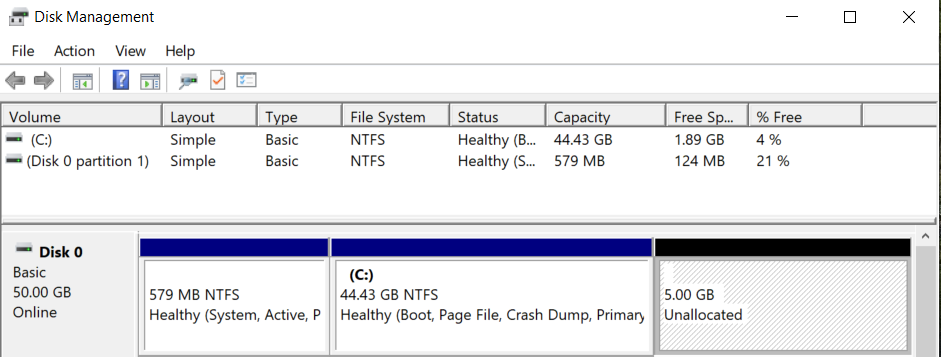 Disk Management
File Action View Help
Volume Layout Type File System Status Capacity Free Sp... % Free
(C:) Simple Basic NTFS Healthy (B... 44.43 GB 1.89 GB 4 %
(Disk 0 partition 1) Simple Basic NTFS Healthy (S... 579 MB 124 MB 21 %
Disk 0
Basic
50.00 GB
Online
579 MB NTFS
Healthy (System, Active, P
(C:)
44.43 GB NTFS
Healthy (Boot, Page File, Crash Dump, Primary
5.00 GB
Unallocated